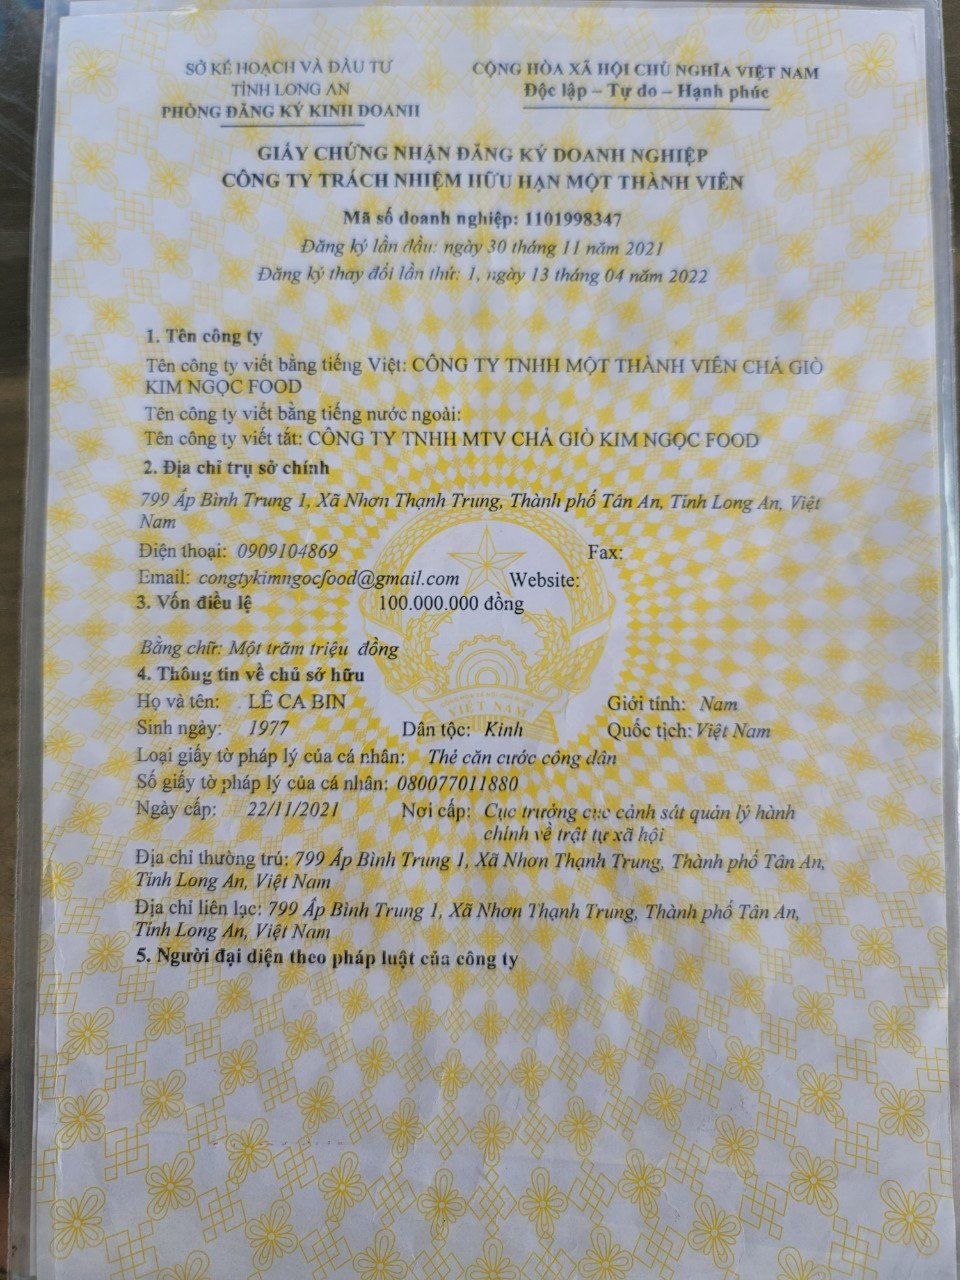 SỞ KẾ HOẠCH VÀ ĐẦU TƯ
TỈNH LONG AN
PHÒNG ĐĂNG KÝ KINH DOANH
CỘNG HÒA XÃ HỘI CHỦ NGHĨA VIỆT NAM
Độc lập – Tự do – Hạnh phúc
GIẤY CHỨNG NHẬN ĐĂNG KÝ DOANH NGHIỆP
CÔNG TY TRÁCH NHIỆM HỮU HẠN MỘT THÀNH VIÊN
Mã số doanh nghiệp: 1101998347
Đăng ký lần đầu: ngày 30 tháng 11 năm 2021
Đăng ký thay đổi lần thứ: 1, ngày 13 tháng 04 năm 2022
1. Tên công ty
Tên công ty viết bằng tiếng Việt: CÔNG TY TNHH MỘT THÀNH VIÊN CHẢ GIÒ
KIM NGỌC FOOD
Tên công ty viết bằng tiếng nước ngoài:
Tên công ty viết tắt: CÔNG TY TNHH MTV CHẢ GIÒ KIM NGỌC FOOD
2. Địa chỉ trụ sở chính
799 Ấp Bình Trung 1, Xã Nhơn Thạnh Trung, Thành phố Tân An, Tỉnh Long An, Việt
Nam
Điện thoại: 0909104869 Fax:
Email: congtykimngocfood@gmail.com Website:
3. Vốn điều lệ 100.000.000 đồng
Bằng chữ: Một trăm triệu đồng
4. Thông tin về chủ sở hữu
Họ và tên: LÊ CA BIN Giới tính: Nam
Sinh ngày: 1977 Dân tộc: Kinh Quốc tịch: Việt Nam
Loại giấy tờ pháp lý của cá nhân: Thẻ căn cước công dân
Số giấy tờ pháp lý của cá nhân: 080077011880
Ngày cấp: 22/11/2021 Nơi cấp: Cục trưởng cục cảnh sát quản lý hành
chính về trật tự xã hội
Địa chỉ thường trú: 799 Ấp Bình Trung 1, Xã Nhơn Thạnh Trung, Thành phố Tân An,
Tỉnh Long An, Việt Nam
Địa chỉ liên lạc: 799 Ấp Bình Trung 1, Xã Nhơn Thạnh Trung, Thành phố Tân An,
Tỉnh Long An, Việt Nam
5. Người đại diện theo pháp luật của công ty
VIỆT NAM